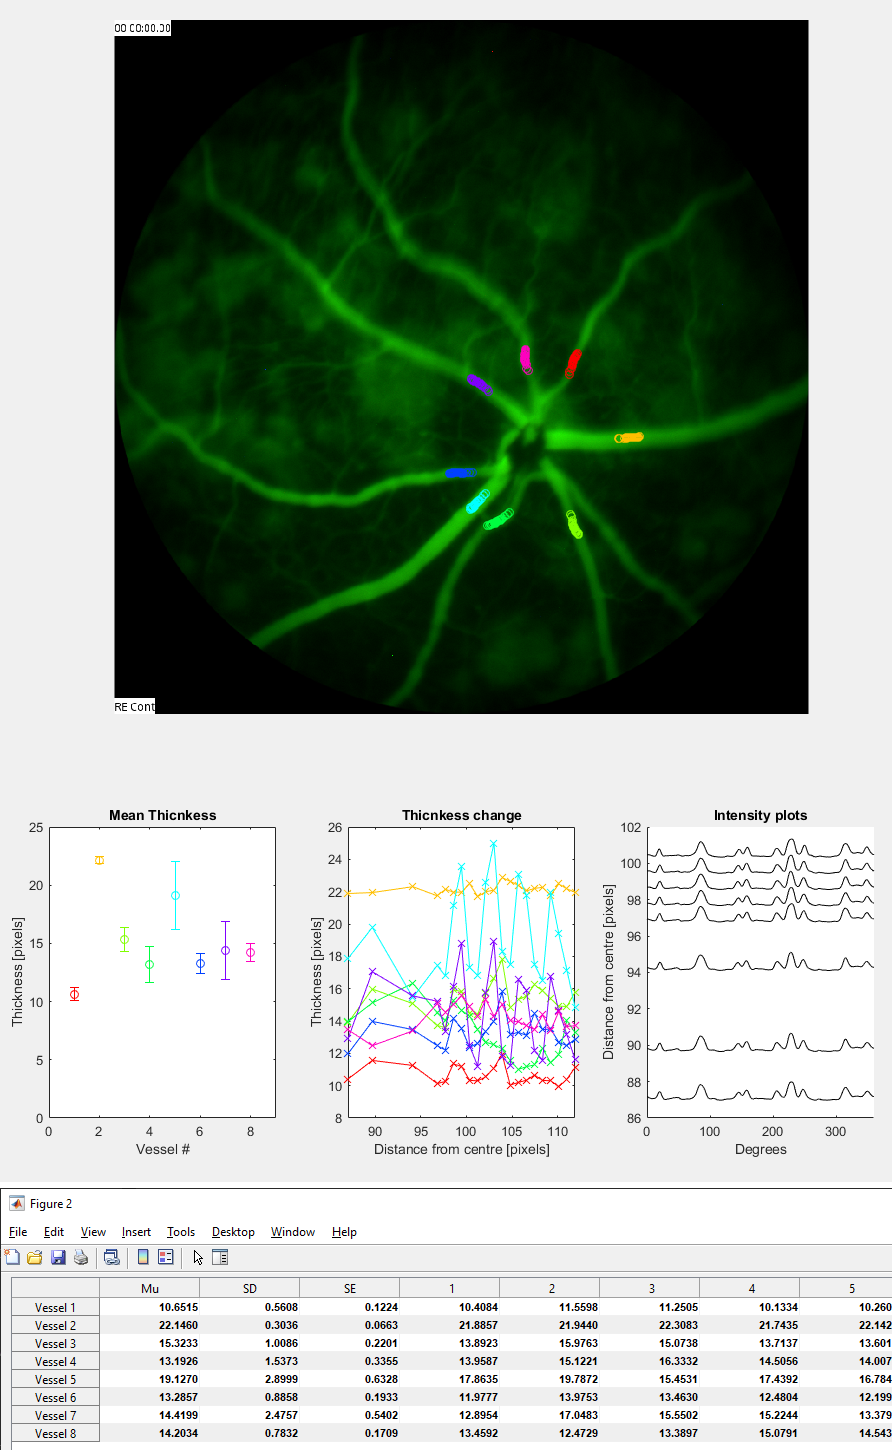 00 00:00.00
RE Cont
Mean Thicnkess
Thickness [pixels]
25
20
15
10
5
0
0 2 4 6 8
Vessel #
Thicnkess change
Thickness [pixels]
26
24
22
20
18
16
14
12
10
8
90 95 100 105 110
Distance from centre [pixels]
Intensity plots
Distance from centre [pixels]
102
100
98
96
94
92
90
88
86
0 100 200 300
Degrees
Figure 2
File Edit View Insert Tools Desktop Window Help
Mu SD SE 1 2 3 4 5
Vessel 1 10.6515 0.5608 0.1224 10.4084 11.5598 11.2505 10.1334 10.260
Vessel 2 22.1460 0.3036 0.0663 21.8857 21.9440 22.3083 21.7435 22.142
Vessel 3 15.3233 1.0086 0.2201 13.8923 15.9763 15.0738 13.7137 13.601
Vessel 4 13.1926 1.5373 0.3355 13.9587 15.1221 16.3332 14.5056 14.007
Vessel 5 19.1270 2.8999 0.6328 17.8635 19.7872 15.4531 17.4392 16.784
Vessel 6 13.2857 0.8858 0.1933 11.9777 13.9753 13.4630 12.4804 12.199
Vessel 7 14.4199 2.4757 0.5402 12.8954 17.0483 15.5502 15.2244 13.379
Vessel 8 14.2034 0.7832 0.1709 13.4592 12.4729 13.3897 15.0791 14.543